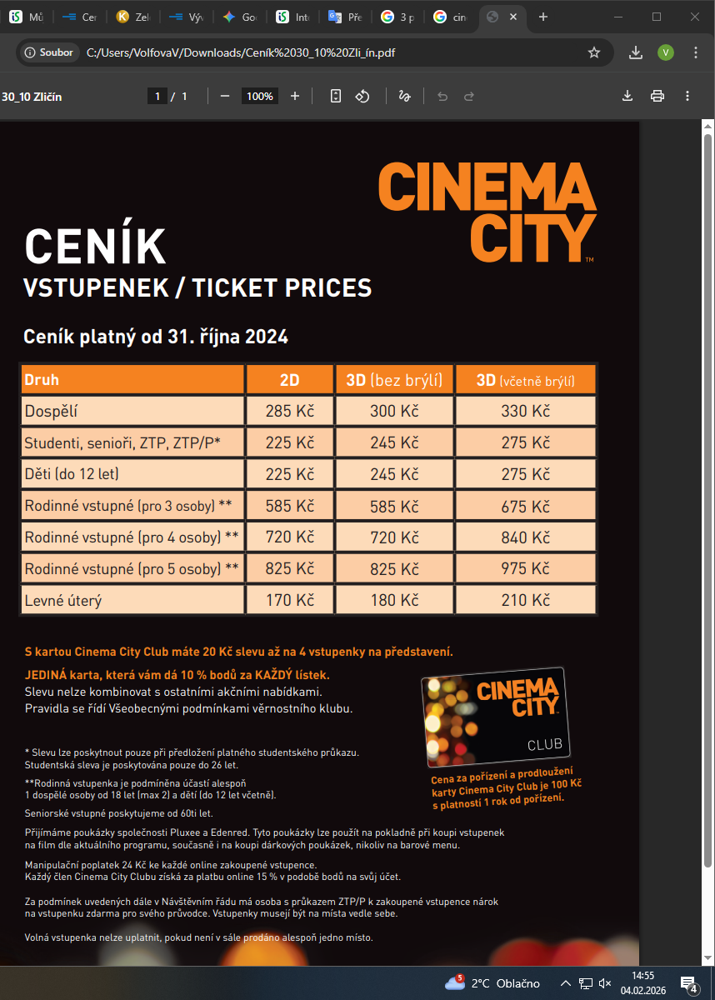 Mů
Cer
Zel
Výv
Goo
Inte
Pře
3 p
cin
Soubor
C:/Users/VolfovaV/Downloads/Ceník%2030_10%20Zli_ín.pdf
V
30_10 Zličín
1 / 1
100%
CINEMA
CITY™
CENÍK
VSTUPENEK / TICKET PRICES
Ceník platný od 31. října 2024
Druh 2D 3D (bez brýlí) 3D (včetně brýlí)
Dospělí 285 Kč 300 Kč 330 Kč
Studenti, senioři, ZTP, ZTP/P* 225 Kč 245 Kč 275 Kč
Děti (do 12 let) 225 Kč 245 Kč 275 Kč
Rodinné vstupné (pro 3 osoby) ** 585 Kč 585 Kč 675 Kč
Rodinné vstupné (pro 4 osoby) ** 720 Kč 720 Kč 840 Kč
Rodinné vstupné (pro 5 osoby) ** 825 Kč 825 Kč 975 Kč
Levné úterý 170 Kč 180 Kč 210 Kč
S kartou Cinema City Club máte 20 Kč slevu až na 4 vstupenky na představení.
JEDINÁ karta, která vám dá 10 % bodů za KAŽDÝ lístek.
Slevu nelze kombinovat s ostatními akčními nabídkami.
Pravidla se řídí Všeobecnými podmínkami věrnostního klubu.
CINEMA
CITY™
CLUB
Cena za pořízení a prodloužení
karty Cinema City Club je 100 Kč
s platností 1 rok od pořízení.
* Slevu lze poskytnout pouze při předložení platného studentského průkazu.
Studentská sleva je poskytována pouze do 26 let.
**Rodinná vstupenka je podmíněna účastí alespoň
1 dospělé osoby od 18 let (max 2) a dětí (do 12 let včetně).
Seniorské vstupné poskytujeme od 60ti let.
Přijímáme poukázky společnosti Pluxee a Edenred. Tyto poukázky lze použít na pokladně při koupi vstupenek
na film dle aktuálního programu, současně i na koupi dárkových poukázek, nikoliv na barové menu.
Manipulační poplatek 24 Kč ke každé online zakoupené vstupence.
Každý člen Cinema City Clubu získá za platbu online 15 % v podobě bodů na svůj účet.
Za podmínek uvedených dále v Návštěvním řádu má osoba s průkazem ZTP/P k zakoupené vstupence nárok
na vstupenku zdarma pro svého průvodce. Vstupenky musejí být na místa vedle sebe.
Volná vstupenka nelze uplatnit, pokud není v sále prodáno alespoň jedno místo.
5
2°C Oblačno
14:55
04.02.2026
4